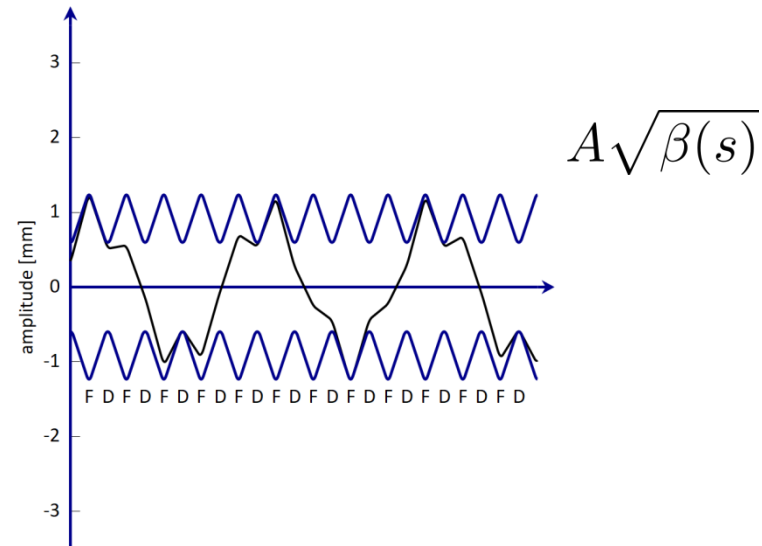 3
2
A√β(s)
1
amplitude [mm]
0
-1
F D F D F D F D F D F D F D F D F D F D F D F D
-2
-3